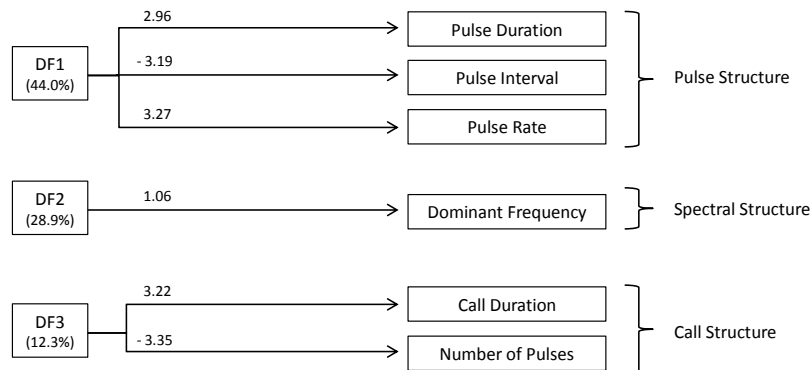 2.96
Pulse Duration
DF1
(44.0%)
- 3.19
Pulse Interval
Pulse Structure
3.27
Pulse Rate
DF2
(28.9%)
1.06
Dominant Frequency
Spectral Structure
3.22
Call Duration
DF3
(12.3%)
- 3.35
Number of Pulses
Call Structure